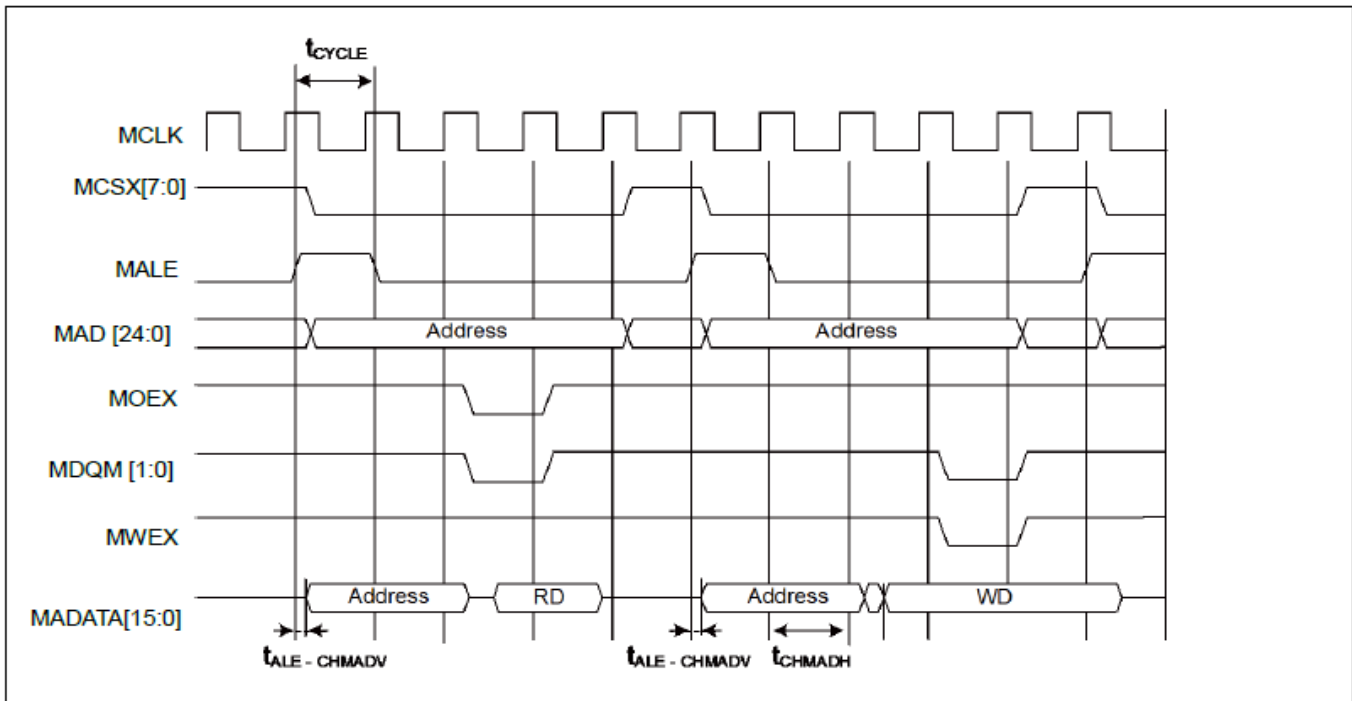 tCYCLE
MCLK
MCSX[7:0]
MALE
MAD [24:0] Address Address
MOEX
MDQM [1:0]
MWEX
MADATA[15:0] Address RD Address WD
tALE - CHMADV tALE - CHMADV tCHMADH